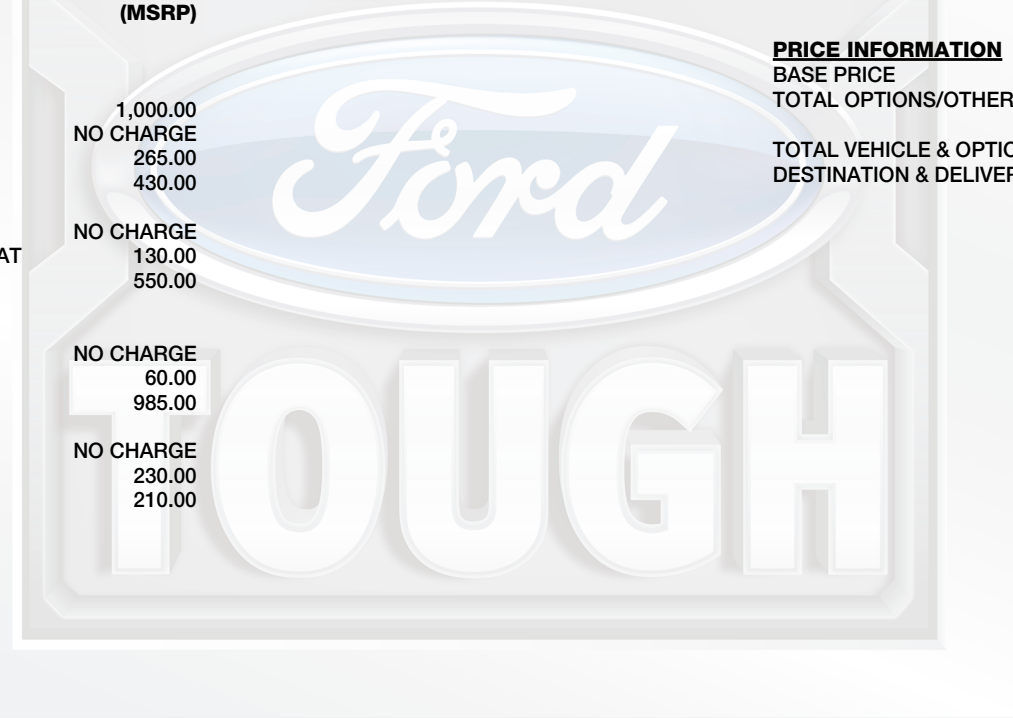 (MSRP)
1,000.00
NO CHARGE
265.00
430.00
NO CHARGE
AT 130.00
550.00
NO CHARGE
60.00
985.00
NO CHARGE
230.00
210.00
PRICE INFORMATION
BASE PRICE
TOTAL OPTIONS/OTHER
TOTAL VEHICLE & OPTIO
DESTINATION & DELIVER
Ford
TOUGH